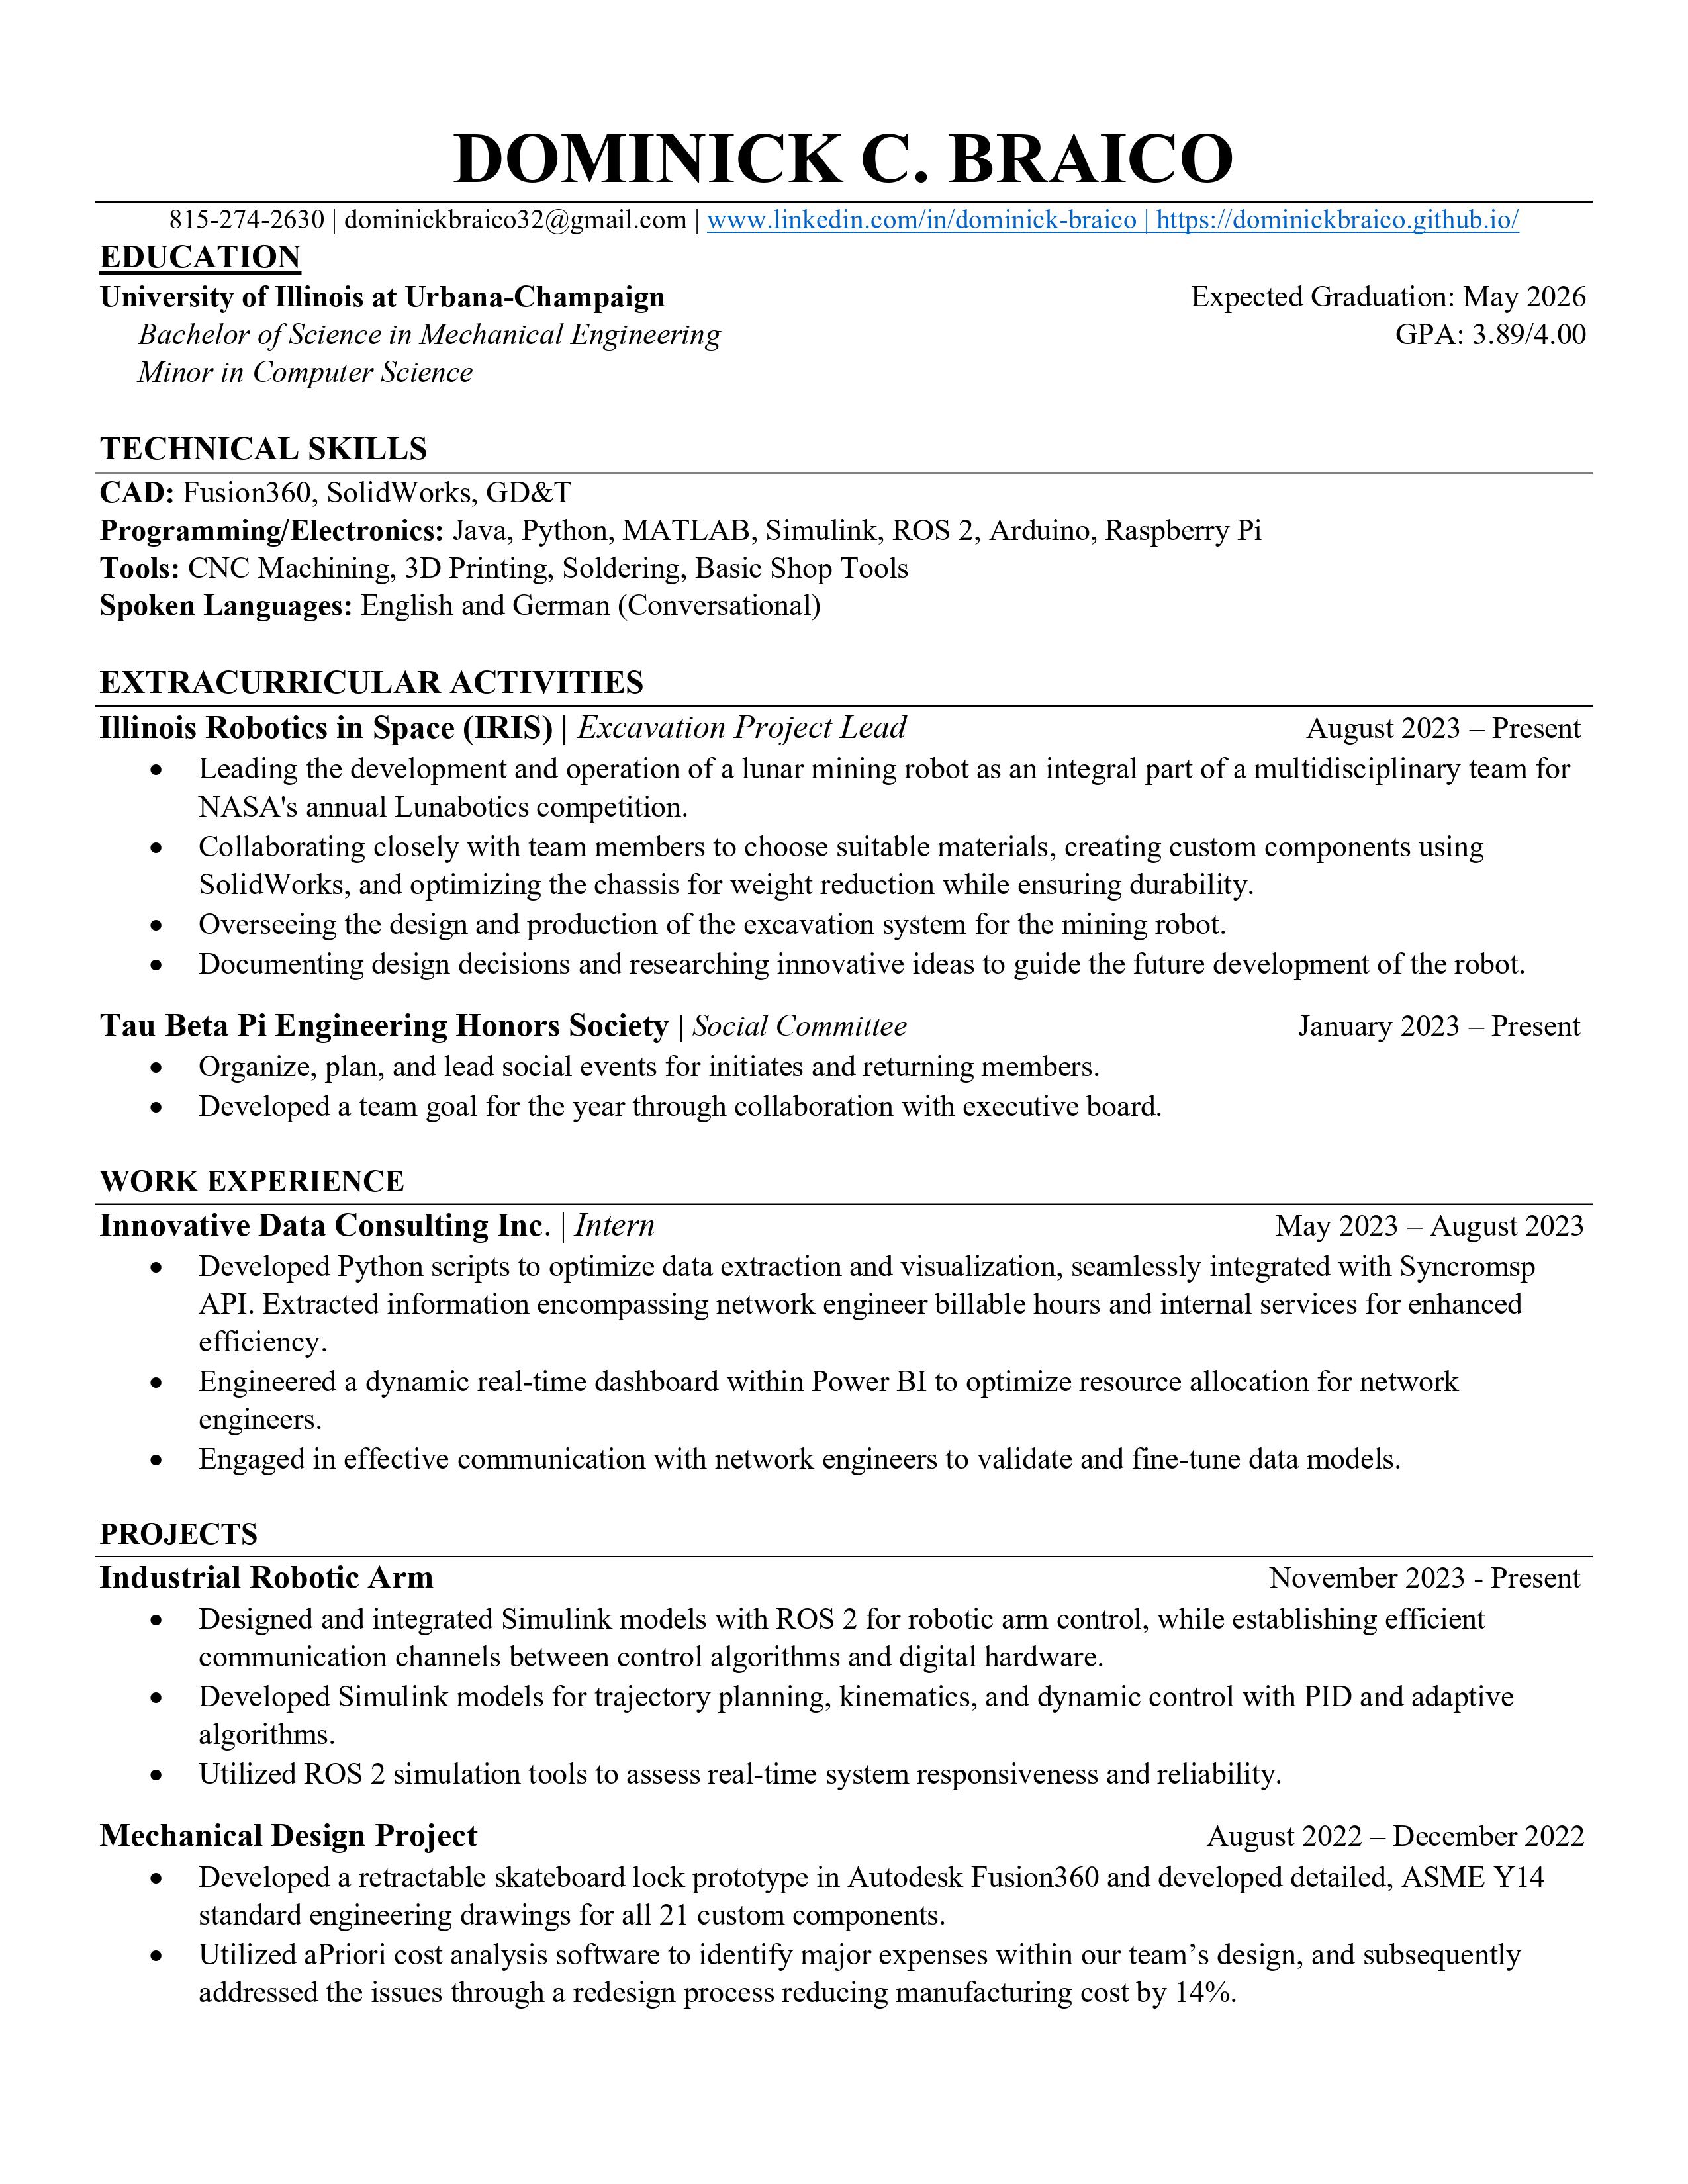 DOMINICK C. BRAICO
815-274-2630 | dominickbraico32@gmail.com | www.linkedin.com/in/dominick-braico | https://dominickbraico.github.io/
EDUCATION
University of Illinois at Urbana-Champaign Expected Graduation: May 2026
Bachelor of Science in Mechanical Engineering GPA: 3.89/4.00
Minor in Computer Science
TECHNICAL SKILLS
CAD: Fusion360, SolidWorks, GD&T
Programming/Electronics: Java, Python, MATLAB, Simulink, ROS 2, Arduino, Raspberry Pi
Tools: CNC Machining, 3D Printing, Soldering, Basic Shop Tools
Spoken Languages: English and German (Conversational)
EXTRACURRICULAR ACTIVITIES
Illinois Robotics in Space (IRIS) | Excavation Project Lead August 2023 – Present
• Leading the development and operation of a lunar mining robot as an integral part of a multidisciplinary team for
NASA's annual Lunabotics competition.
• Collaborating closely with team members to choose suitable materials, creating custom components using
SolidWorks, and optimizing the chassis for weight reduction while ensuring durability.
• Overseeing the design and production of the excavation system for the mining robot.
• Documenting design decisions and researching innovative ideas to guide the future development of the robot.
Tau Beta Pi Engineering Honors Society | Social Committee January 2023 – Present
• Organize, plan, and lead social events for initiates and returning members.
• Developed a team goal for the year through collaboration with executive board.
WORK EXPERIENCE
Innovative Data Consulting Inc. | Intern May 2023 – August 2023
• Developed Python scripts to optimize data extraction and visualization, seamlessly integrated with Syncromsp
API. Extracted information encompassing network engineer billable hours and internal services for enhanced
efficiency.
• Engineered a dynamic real-time dashboard within Power BI to optimize resource allocation for network
engineers.
• Engaged in effective communication with network engineers to validate and fine-tune data models.
PROJECTS
Industrial Robotic Arm November 2023 - Present
• Designed and integrated Simulink models with ROS 2 for robotic arm control, while establishing efficient
communication channels between control algorithms and digital hardware.
• Developed Simulink models for trajectory planning, kinematics, and dynamic control with PID and adaptive
algorithms.
• Utilized ROS 2 simulation tools to assess real-time system responsiveness and reliability.
Mechanical Design Project August 2022 – December 2022
• Developed a retractable skateboard lock prototype in Autodesk Fusion360 and developed detailed, ASME Y14
standard engineering drawings for all 21 custom components.
• Utilized aPriori cost analysis software to identify major expenses within our team’s design, and subsequently
addressed the issues through a redesign process reducing manufacturing cost by 14%.